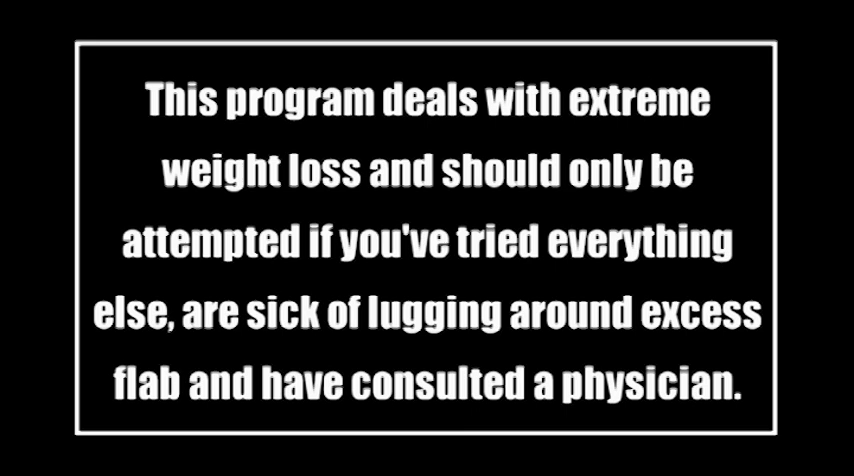 This program deals with extreme
weight loss and should only be
attempted if you've tried everything
else, are sick of lugging around excess
flab and have consulted a physician.